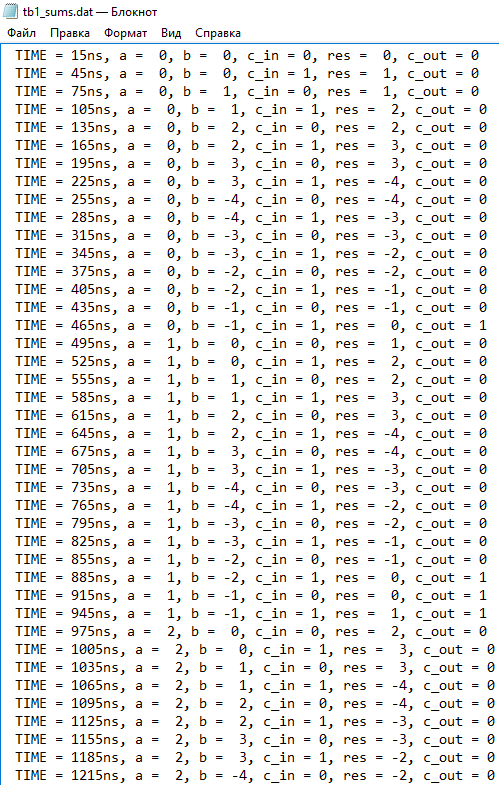 tb1_sums.dat — Блокнот
Файл Правка Формат Вид Справка
TIME = 15ns, a =  0, b =  0, c_in = 0, res =  0, c_out = 0
TIME = 45ns, a =  0, b =  0, c_in = 1, res =  1, c_out = 0
TIME = 75ns, a =  0, b =  1, c_in = 0, res =  1, c_out = 0
TIME = 105ns, a =  0, b =  1, c_in = 1, res =  2, c_out = 0
TIME = 135ns, a =  0, b =  2, c_in = 0, res =  2, c_out = 0
TIME = 165ns, a =  0, b =  2, c_in = 1, res =  3, c_out = 0
TIME = 195ns, a =  0, b =  3, c_in = 0, res =  3, c_out = 0
TIME = 225ns, a =  0, b =  3, c_in = 1, res = -4, c_out = 0
TIME = 255ns, a =  0, b = -4, c_in = 0, res = -4, c_out = 0
TIME = 285ns, a =  0, b = -4, c_in = 1, res = -3, c_out = 0
TIME = 315ns, a =  0, b = -3, c_in = 0, res = -3, c_out = 0
TIME = 345ns, a =  0, b = -3, c_in = 1, res = -2, c_out = 0
TIME = 375ns, a =  0, b = -2, c_in = 0, res = -2, c_out = 0
TIME = 405ns, a =  0, b = -2, c_in = 1, res = -1, c_out = 0
TIME = 435ns, a =  0, b = -1, c_in = 0, res = -1, c_out = 0
TIME = 465ns, a =  0, b = -1, c_in = 1, res =  0, c_out = 1
TIME = 495ns, a =  1, b =  0, c_in = 0, res =  1, c_out = 0
TIME = 525ns, a =  1, b =  0, c_in = 1, res =  2, c_out = 0
TIME = 555ns, a =  1, b =  1, c_in = 0, res =  2, c_out = 0
TIME = 585ns, a =  1, b =  1, c_in = 1, res =  3, c_out = 0
TIME = 615ns, a =  1, b =  2, c_in = 0, res =  3, c_out = 0
TIME = 645ns, a =  1, b =  2, c_in = 1, res = -4, c_out = 0
TIME = 675ns, a =  1, b =  3, c_in = 0, res = -4, c_out = 0
TIME = 705ns, a =  1, b =  3, c_in = 1, res = -3, c_out = 0
TIME = 735ns, a =  1, b = -4, c_in = 0, res = -3, c_out = 0
TIME = 765ns, a =  1, b = -4, c_in = 1, res = -2, c_out = 0
TIME = 795ns, a =  1, b = -3, c_in = 0, res = -2, c_out = 0
TIME = 825ns, a =  1, b = -3, c_in = 1, res = -1, c_out = 0
TIME = 855ns, a =  1, b = -2, c_in = 0, res = -1, c_out = 0
TIME = 885ns, a =  1, b = -2, c_in = 1, res =  0, c_out = 1
TIME = 915ns, a =  1, b = -1, c_in = 0, res =  0, c_out = 1
TIME = 945ns, a =  1, b = -1, c_in = 1, res =  1, c_out = 1
TIME = 975ns, a =  2, b =  0, c_in = 0, res =  2, c_out = 0
TIME = 1005ns, a =  2, b =  0, c_in = 1, res =  3, c_out = 0
TIME = 1035ns, a =  2, b =  1, c_in = 0, res =  3, c_out = 0
TIME = 1065ns, a =  2, b =  1, c_in = 1, res = -4, c_out = 0
TIME = 1095ns, a =  2, b =  2, c_in = 0, res = -4, c_out = 0
TIME = 1125ns, a =  2, b =  2, c_in = 1, res = -3, c_out = 0
TIME = 1155ns, a =  2, b =  3, c_in = 0, res = -3, c_out = 0
TIME = 1185ns, a =  2, b =  3, c_in = 1, res = -2, c_out = 0
TIME = 1215ns, a =  2, b = -4, c_in = 0, res = -2, c_out = 0